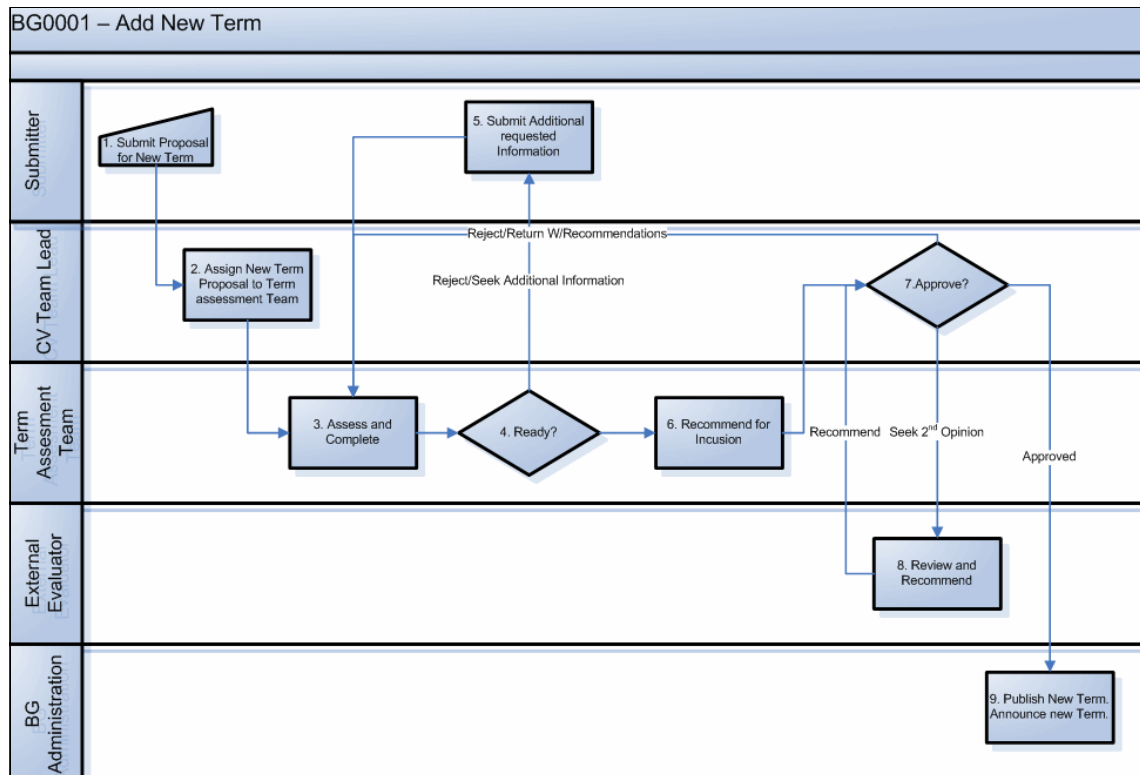 BG0001 – Add New Term
Submitter
1. Submit Proposal
for New Term
5. Submit Additional
requested
Information
CV Team Lead
Reject/Return W/Recommendations
2. Assign New Term
Proposal to Term
assessment Team
Reject/Seek Additional Information
7.Approve?
Term
Assesment
Team
3. Assess and
Complete
4. Ready?
6. Recommend for
Incusion
Recommend
Seek 2nd Opinion
Approved
External
Evaluator
8. Review and
Recommend
BG
Administration
9. Publish New Term.
Announce new Term.